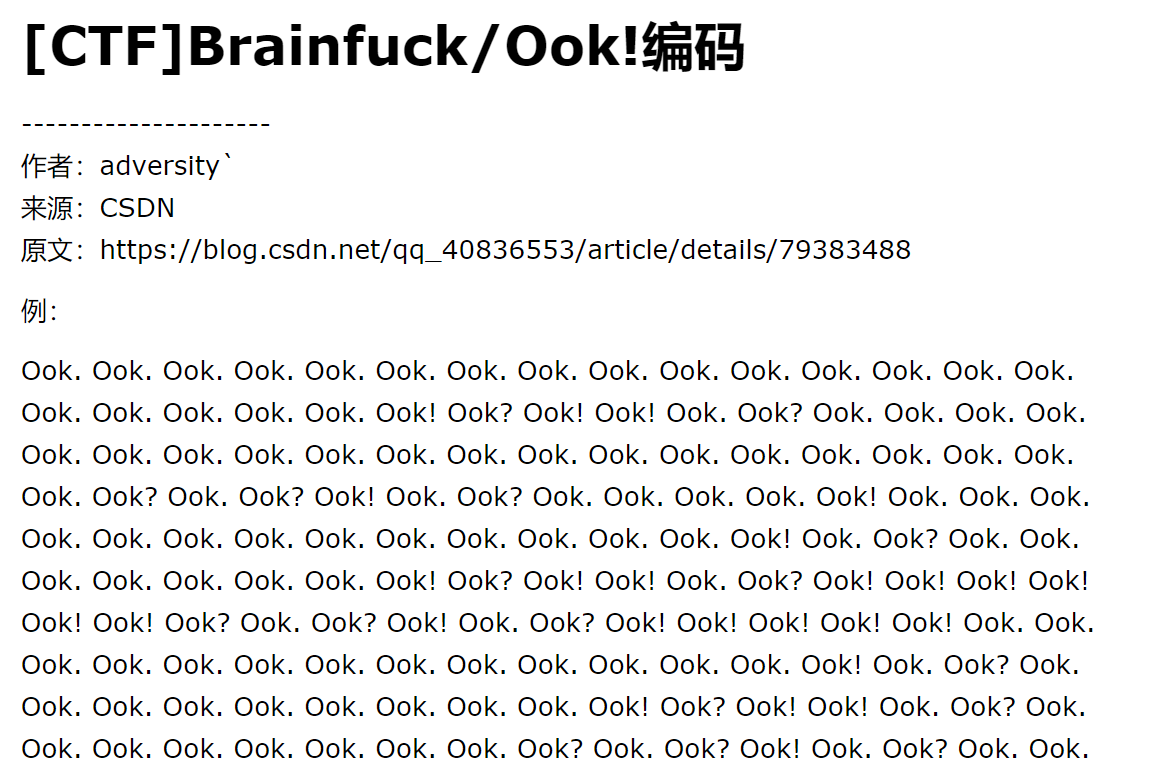 [CTF]Brainfuck/Ook!编码
---------------------
作者：adversity`
来源：CSDN
原文：https://blog.csdn.net/qq_40836553/article/details/79383488
例：
Ook. Ook. Ook. Ook. Ook. Ook. Ook. Ook. Ook. Ook. Ook. Ook. Ook. Ook. Ook.
Ook. Ook. Ook. Ook. Ook. Ook! Ook? Ook! Ook! Ook. Ook? Ook. Ook. Ook. Ook.
Ook. Ook. Ook. Ook. Ook. Ook. Ook. Ook. Ook. Ook. Ook. Ook. Ook. Ook. Ook.
Ook. Ook? Ook. Ook? Ook! Ook. Ook? Ook. Ook. Ook. Ook. Ook! Ook. Ook. Ook.
Ook. Ook. Ook. Ook. Ook. Ook. Ook. Ook. Ook. Ook. Ook! Ook. Ook? Ook. Ook.
Ook. Ook. Ook. Ook. Ook. Ook! Ook? Ook! Ook! Ook. Ook? Ook! Ook! Ook! Ook!
Ook! Ook! Ook? Ook. Ook? Ook! Ook. Ook? Ook! Ook! Ook! Ook! Ook! Ook. Ook.
Ook. Ook. Ook. Ook. Ook. Ook. Ook. Ook. Ook. Ook. Ook. Ook! Ook. Ook? Ook.
Ook. Ook. Ook. Ook. Ook. Ook. Ook. Ook. Ook! Ook? Ook! Ook! Ook. Ook? Ook.
Ook. Ook. Ook. Ook. Ook. Ook. Ook. Ook? Ook. Ook? Ook! Ook. Ook? Ook. Ook.